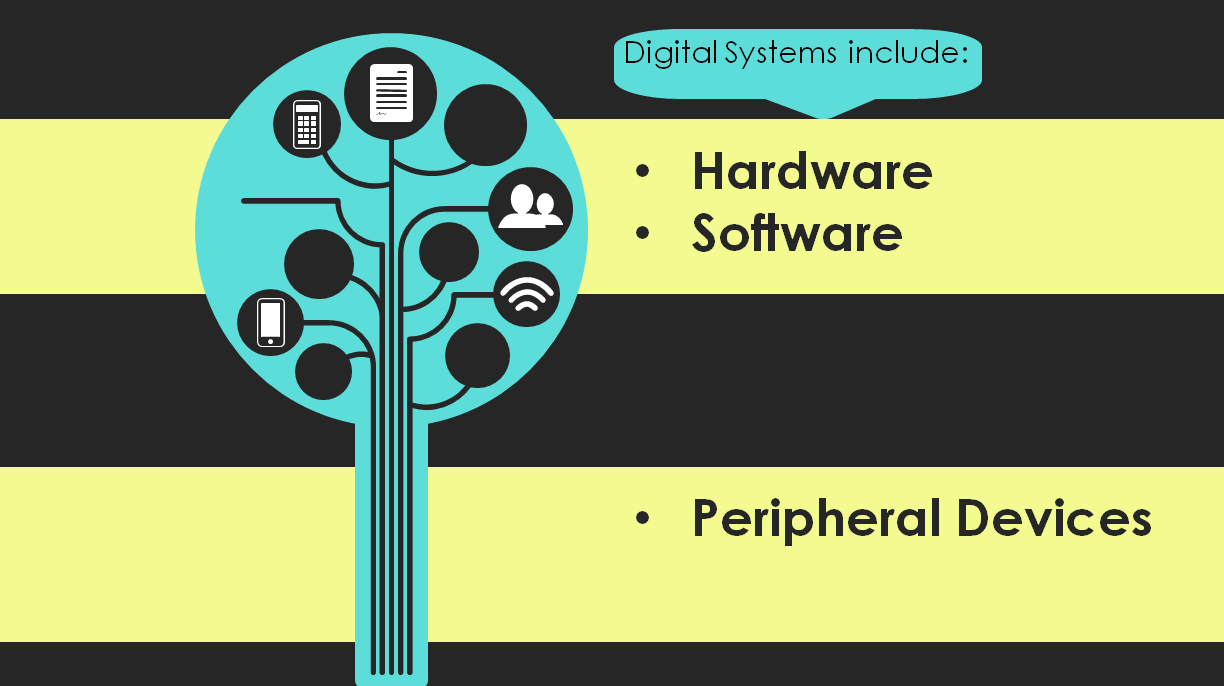 Digital Systems include:
• Hardware
• Software
• Peripheral Devices